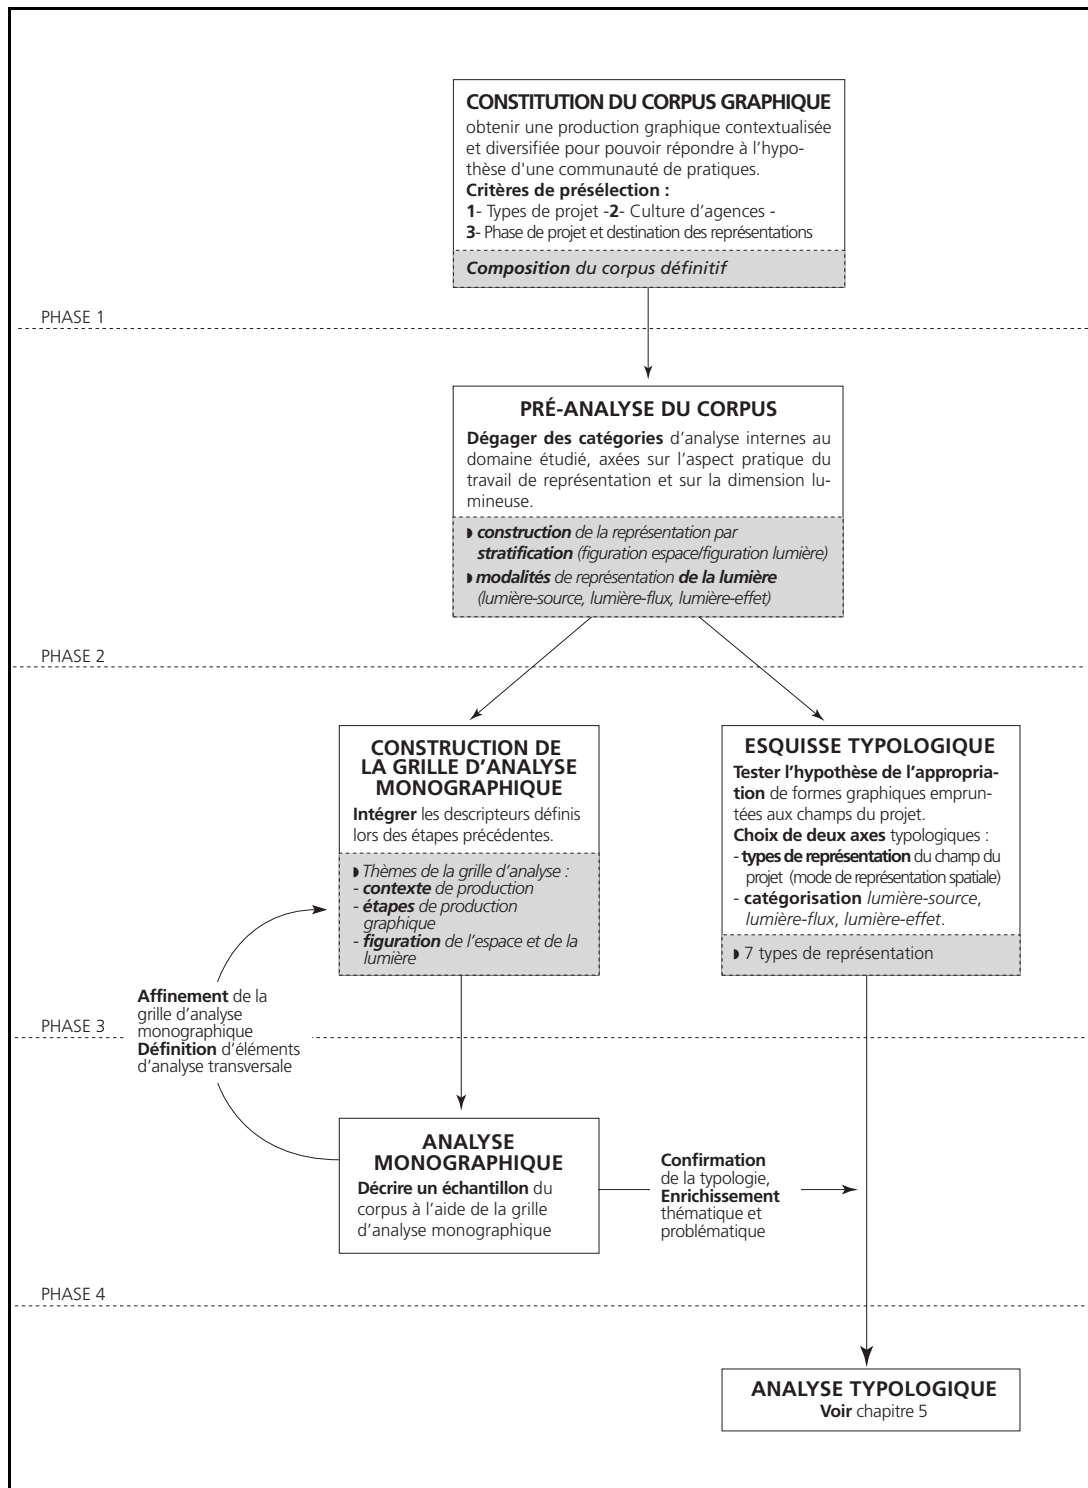 CONSTITUTION DU CORPUS GRAPHIQUE
obtenir une production graphique contextualisée
et diversifiée pour pouvoir répondre à l'hypo-
thèse d'une communauté de pratiques.
Critères de présélection :
1- Types de projet -2- Culture d'agences -
3- Phase de projet et destination des représentations
Composition du corpus définitif
PHASE 1
PRÉ-ANALYSE DU CORPUS
Dégager des catégories d'analyse internes au
domaine étudié, axées sur l'aspect pratique du
travail de représentation et sur la dimension lu-
mineuse.
◗ construction de la représentation par
stratification (figuration espace/figuration lumière)
◗ modalités de représentation de la lumière
(lumière-source, lumière-flux, lumière-effet)
PHASE 2
CONSTRUCTION DE
LA GRILLE D'ANALYSE
MONOGRAPHIQUE
Intégrer les descripteurs définis
lors des étapes précédentes.
◗ Thèmes de la grille d'analyse :
- contexte de production
- étapes de production
graphique
- figuration de l'espace et de la
lumière
ESQUISSE TYPOLOGIQUE
Tester l'hypothèse de l'appropria-
tion de formes graphiques emprun-
tées aux champs du projet.
Choix de deux axes typologiques :
- types de représentation du champ du
projet (mode de représentation spatiale)
- catégorisation lumière-source,
lumière-flux, lumière-effet.
◗ 7 types de représentation
Affinement de la
grille d'analyse
monographique
Définition d'éléments
d'analyse transversale
PHASE 3
ANALYSE
MONOGRAPHIQUE
Décrire un échantillon du
corpus à l'aide de la grille
d'analyse monographique
Confirmation
de la typologie,
Enrichissement
thématique et
problématique
PHASE 4
ANALYSE TYPOLOGIQUE
Voir chapitre 5